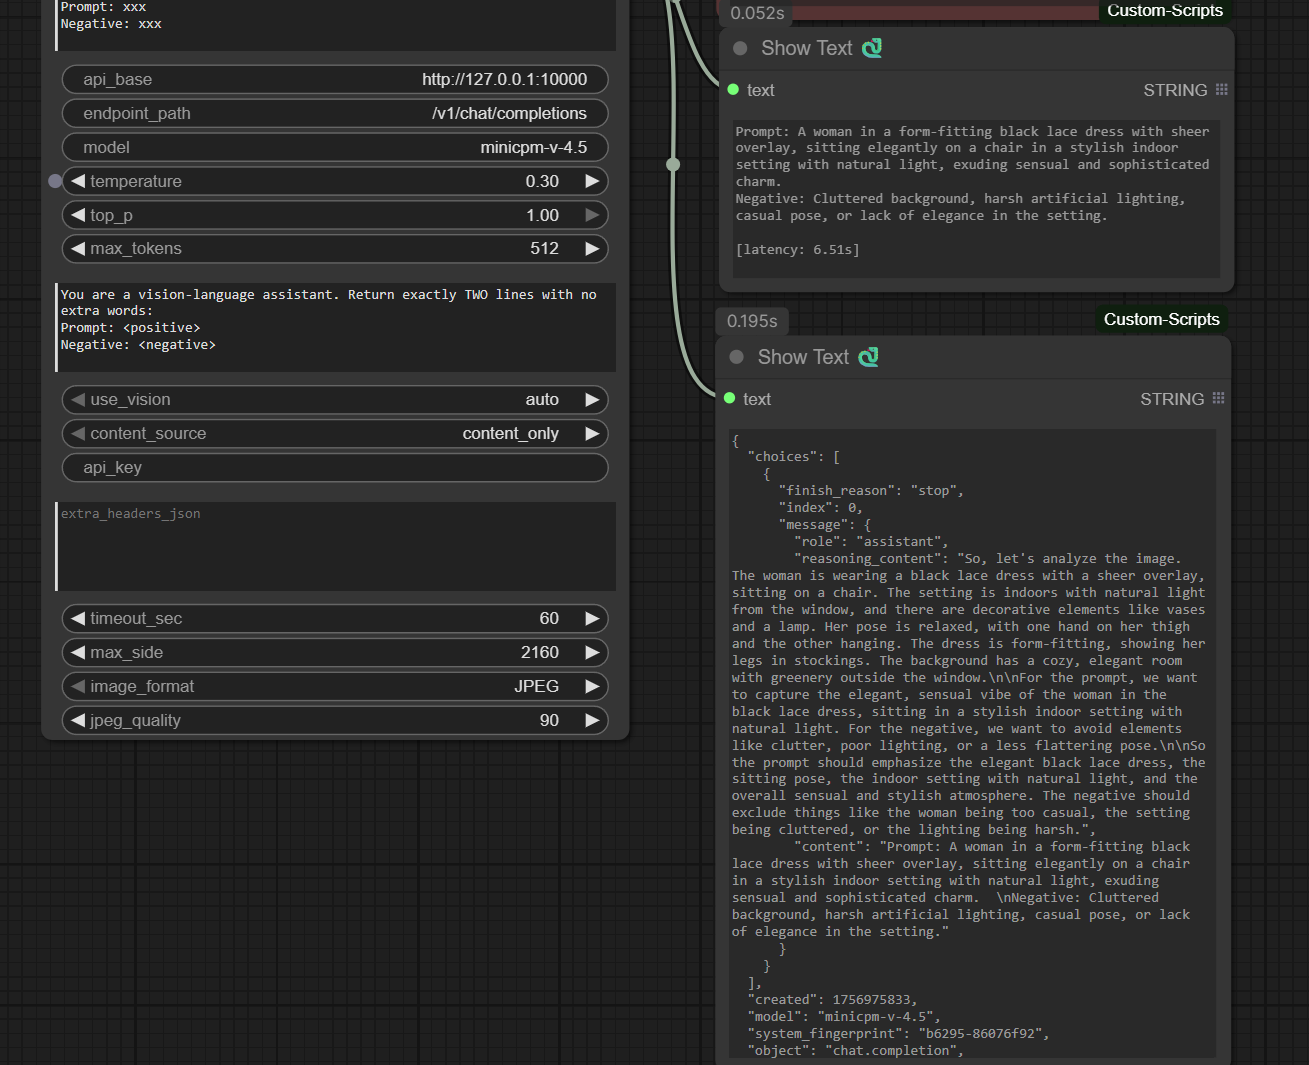 Prompt: xxx
Negative: xxx
api_base http://127.0.0.1:10000
endpoint_path /v1/chat/completions
model minicpm-v-4.5
temperature 0.30
top_p 1.00
max_tokens 512
You are a vision-language assistant. Return exactly TWO lines with no
extra words:
Prompt: <positive>
Negative: <negative>
use_vision auto
content_source content_only
api_key
extra_headers_json
timeout_sec 60
max_side 2160
image_format JPEG
jpeg_quality 90
0.052s
Custom-Scripts
Show Text
text STRING
Prompt: A woman in a form-fitting black lace dress with sheer
overlay, sitting elegantly on a chair in a stylish indoor
setting with natural light, exuding sensual and sophisticated
charm.
Negative: Cluttered background, harsh artificial lighting,
casual pose, or lack of elegance in the setting.
[latency: 6.51s]
0.195s
Custom-Scripts
Show Text
text STRING
{
"choices": [
{
"finish_reason": "stop",
"index": 0,
"message": {
"role": "assistant",
"reasoning_content": "So, let's analyze the image.
The woman is wearing a black lace dress with a sheer overlay,
sitting on a chair. The setting is indoors with natural light
from the window, and there are decorative elements like vases
and a lamp. Her pose is relaxed, with one hand on her thigh
and the other hanging. The dress is form-fitting, showing her
legs in stockings. The background has a cozy, elegant room
with greenery outside the window.\n\nFor the prompt, we want
to capture the elegant, sensual vibe of the woman in the
black lace dress, sitting in a stylish indoor setting with
natural light. For the negative, we want to avoid elements
like clutter, poor lighting, or a less flattering pose.\n\nSo
the prompt should emphasize the elegant black lace dress, the
sitting pose, the indoor setting with natural light, and the
overall sensual and stylish atmosphere. The negative should
exclude things like the woman being too casual, the setting
being cluttered, or the lighting being harsh.",
"content": "Prompt: A woman in a form-fitting black
lace dress with sheer overlay, sitting elegantly on a chair
in a stylish indoor setting with natural light, exuding
sensual and sophisticated charm.  \nNegative: Cluttered
background, harsh artificial lighting, casual pose, or lack
of elegance in the setting."
}
}
],
"created": 1756975833,
"model": "minicpm-v-4.5",
"system_fingerprint": "b6295-86076f92",
"object": "chat.completion",